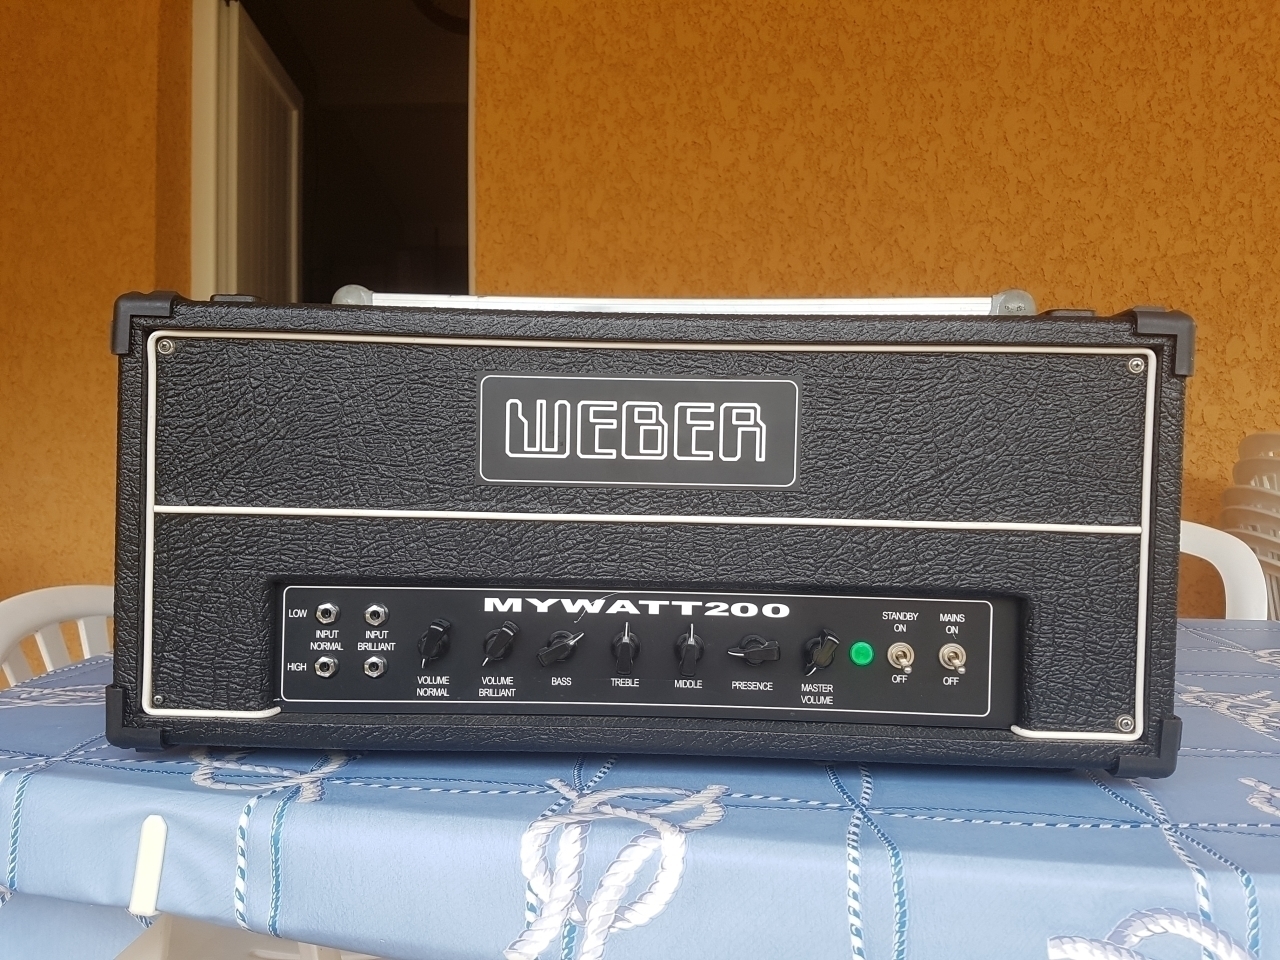 WEBER
MYWATT200
LOW
INPUT NORMAL
INPUT BRILLIANT
HIGH
VOLUME NORMAL
VOLUME BRILLIANT
BASS
TREBLE
MIDDLE
PRESENCE
MASTER VOLUME
STANDBY
ON
OFF
MAINS
ON
OFF